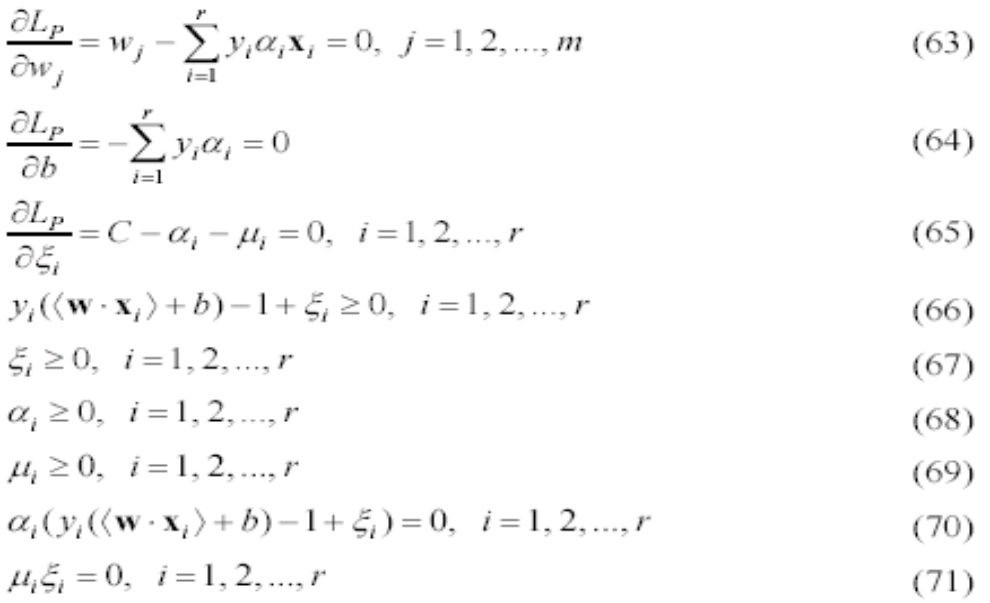 ∂L_P/∂w_j = w_j − ∑_{i=1}^{r} y_i α_i 𝐱_i = 0, j = 1, 2, ..., m (63)
∂L_P/∂b = −∑_{i=1}^{r} y_i α_i = 0 (64)
∂L_P/∂ξ_i = C − α_i − μ_i = 0, i = 1, 2, ..., r (65)
y_i(⟨𝐰 · 𝐱_i⟩ + b) − 1 + ξ_i ≥ 0, i = 1, 2, ..., r (66)
ξ_i ≥ 0, i = 1, 2, ..., r (67)
α_i ≥ 0, i = 1, 2, ..., r (68)
μ_i ≥ 0, i = 1, 2, ..., r (69)
α_i(y_i(⟨𝐰 · 𝐱_i⟩ + b) − 1 + ξ_i) = 0, i = 1, 2, ..., r (70)
μ_i ξ_i = 0, i = 1, 2, ..., r (71)